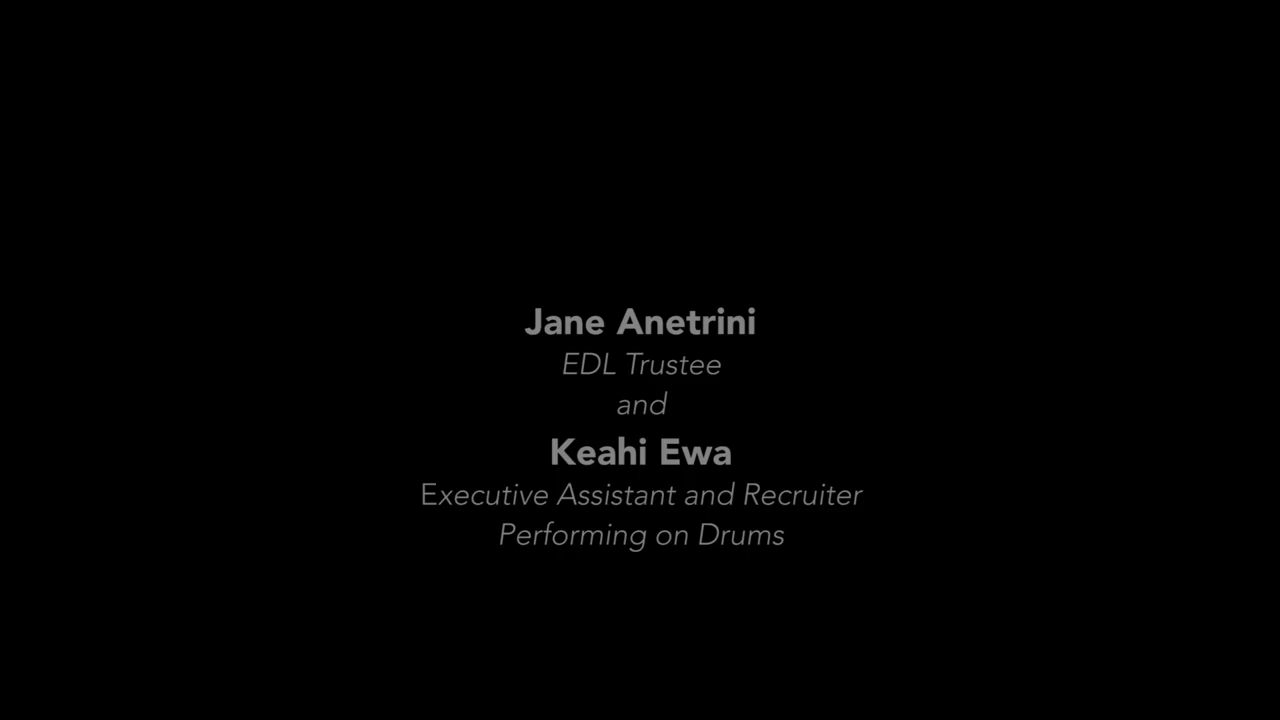 Jane Anetrini
EDL Trustee
and
Keahi Ewa
Executive Assistant and Recruiter
Performing on Drums